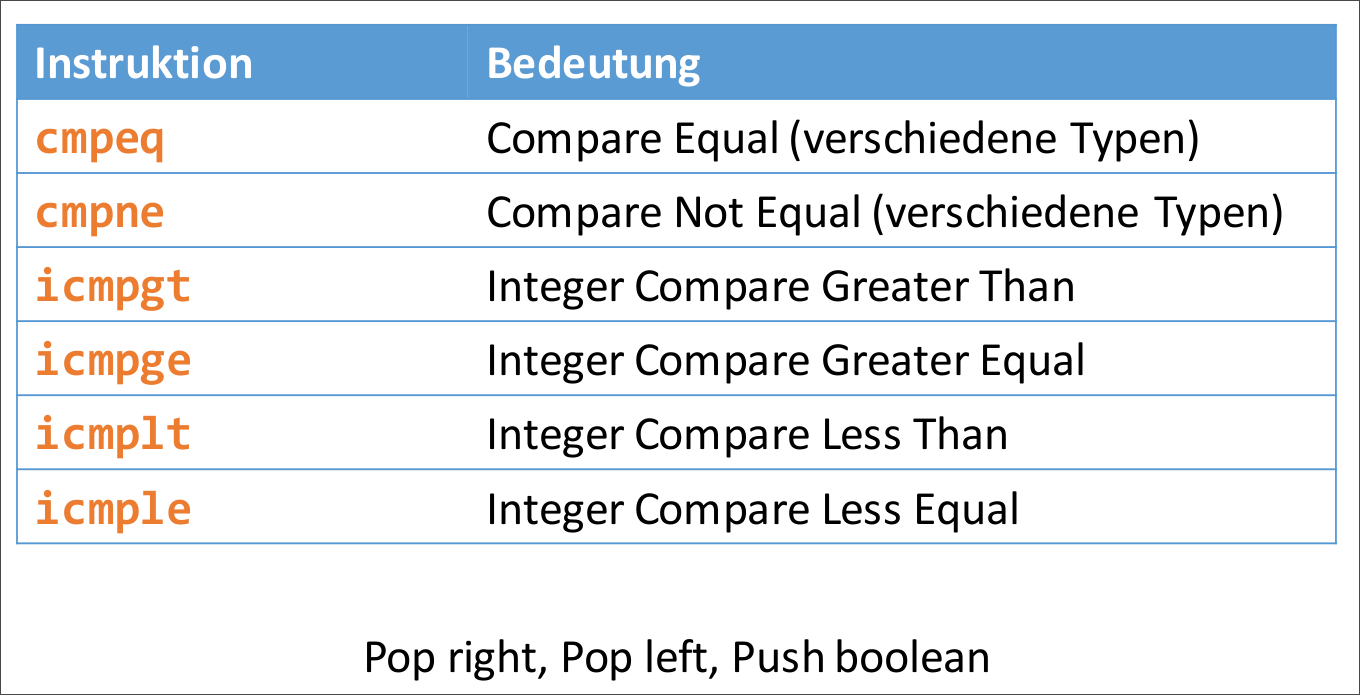 Instruktion Bedeutung
cmpeq Compare Equal (verschiedene Typen)
cmpne Compare Not Equal (verschiedene Typen)
icmpgt Integer Compare Greater Than
icmpge Integer Compare Greater Equal
icmplt Integer Compare Less Than
icmple Integer Compare Less Equal
Pop right, Pop left, Push boolean